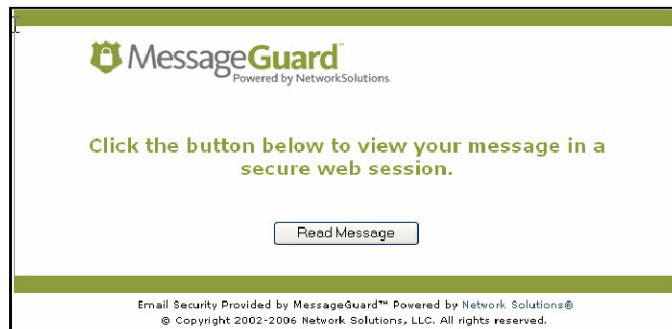 MessageGuard™
Powered by NetworkSolutions.
Click the button below to view your message in a
secure web session.
Read Message
Email Security Provided by MessageGuard™ Powered by Network Solutions®
© Copyright 2002-2006 Network Solutions, LLC. All rights reserved.